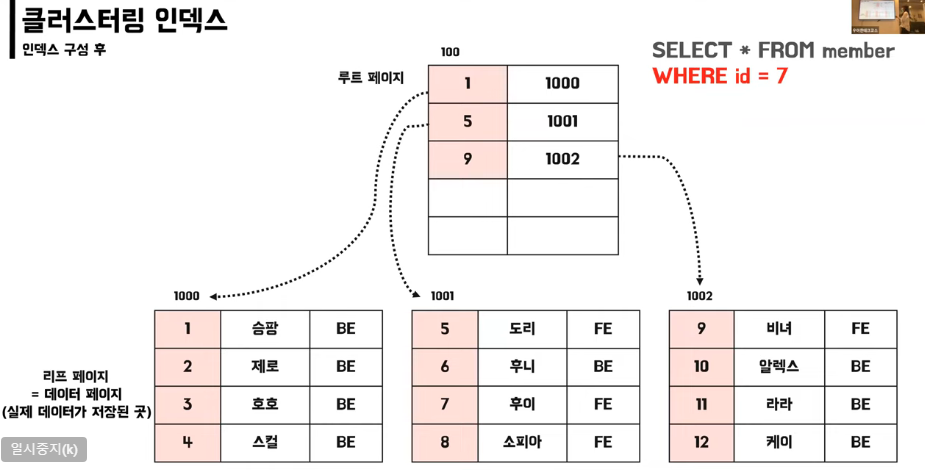 클러스터링 인덱스
인덱스 구성 후
SELECT * FROM member
WHERE id = 7
100
루트 페이지
1 1000
5 1001
9 1002
1000
1 승팡 BE
2 제로 BE
3 호호 BE
4 스컬 BE
1001
5 도리 FE
6 후니 BE
7 후이 FE
8 소피아 FE
1002
9 비녀 FE
10 알렉스 BE
11 라라 BE
12 케이 BE
리프 페이지
= 데이터 페이지
(실제 데이터가 저장된 곳)
일시중지(k)